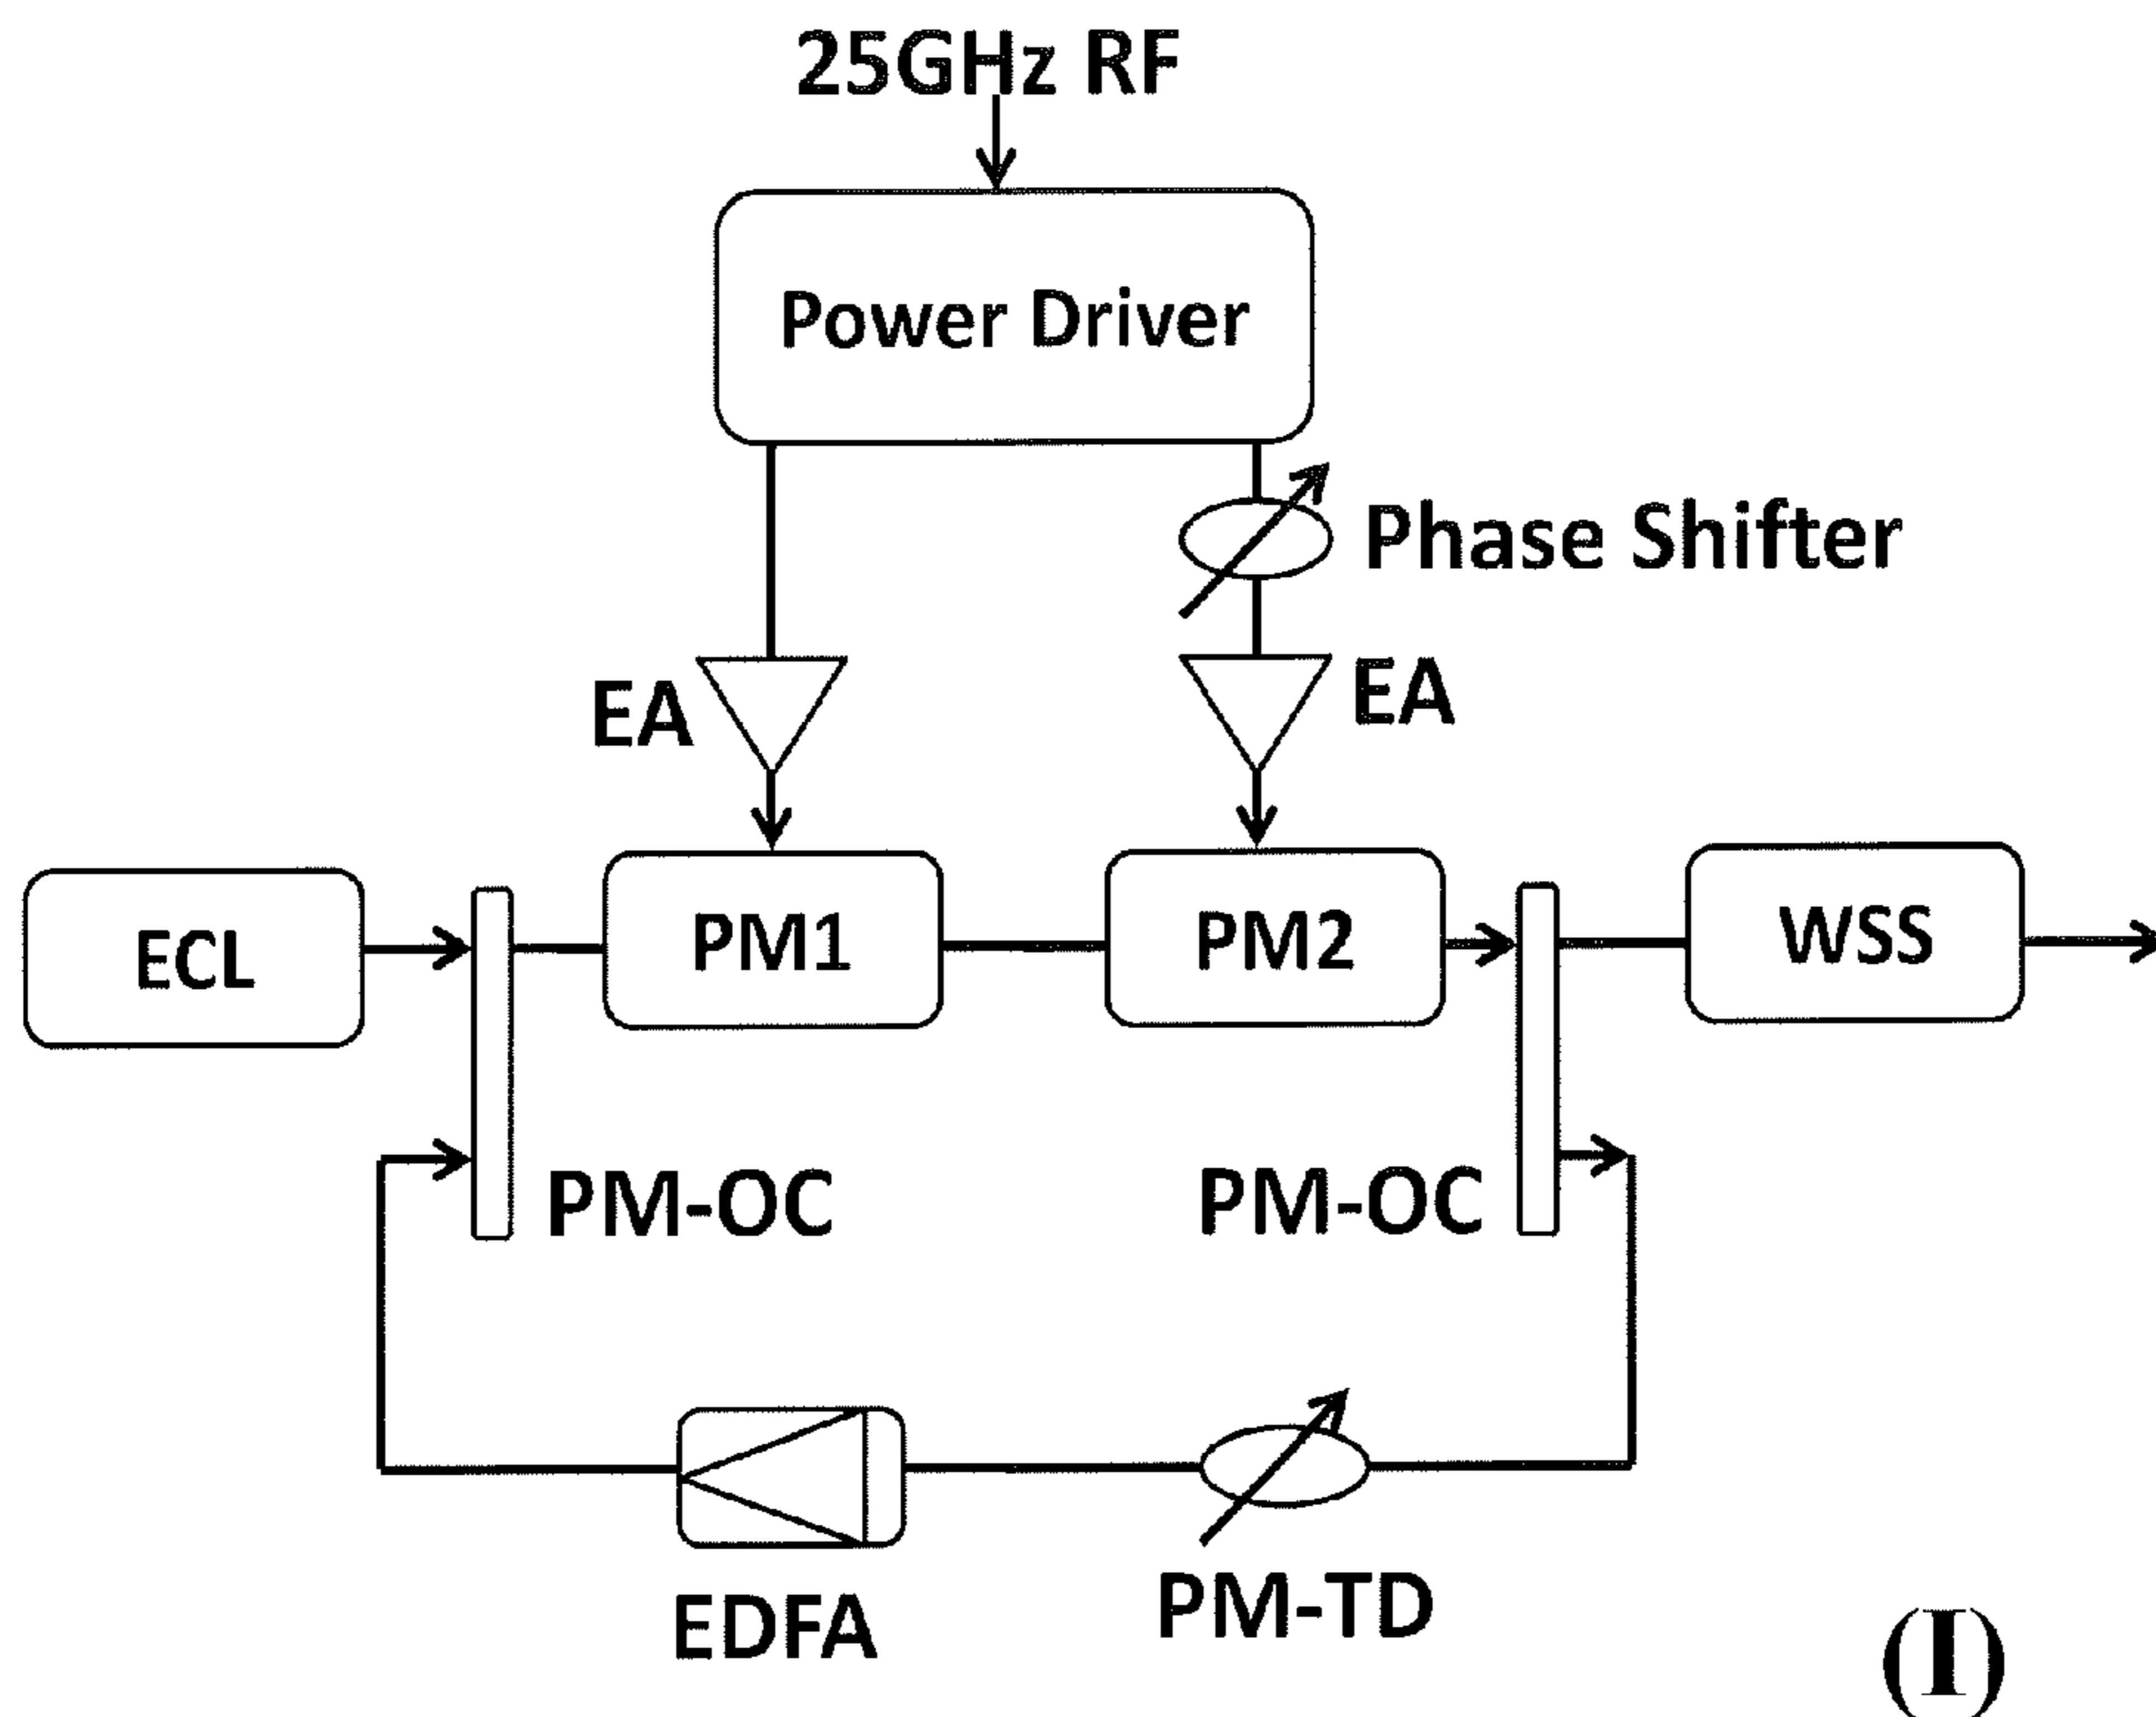 25GHz RF
Power Driver
Phase Shifter
EA
EA
ECL
PM1
PM2
WSS
PM-OC
PM-OC
EDFA
PM-TD
(I)